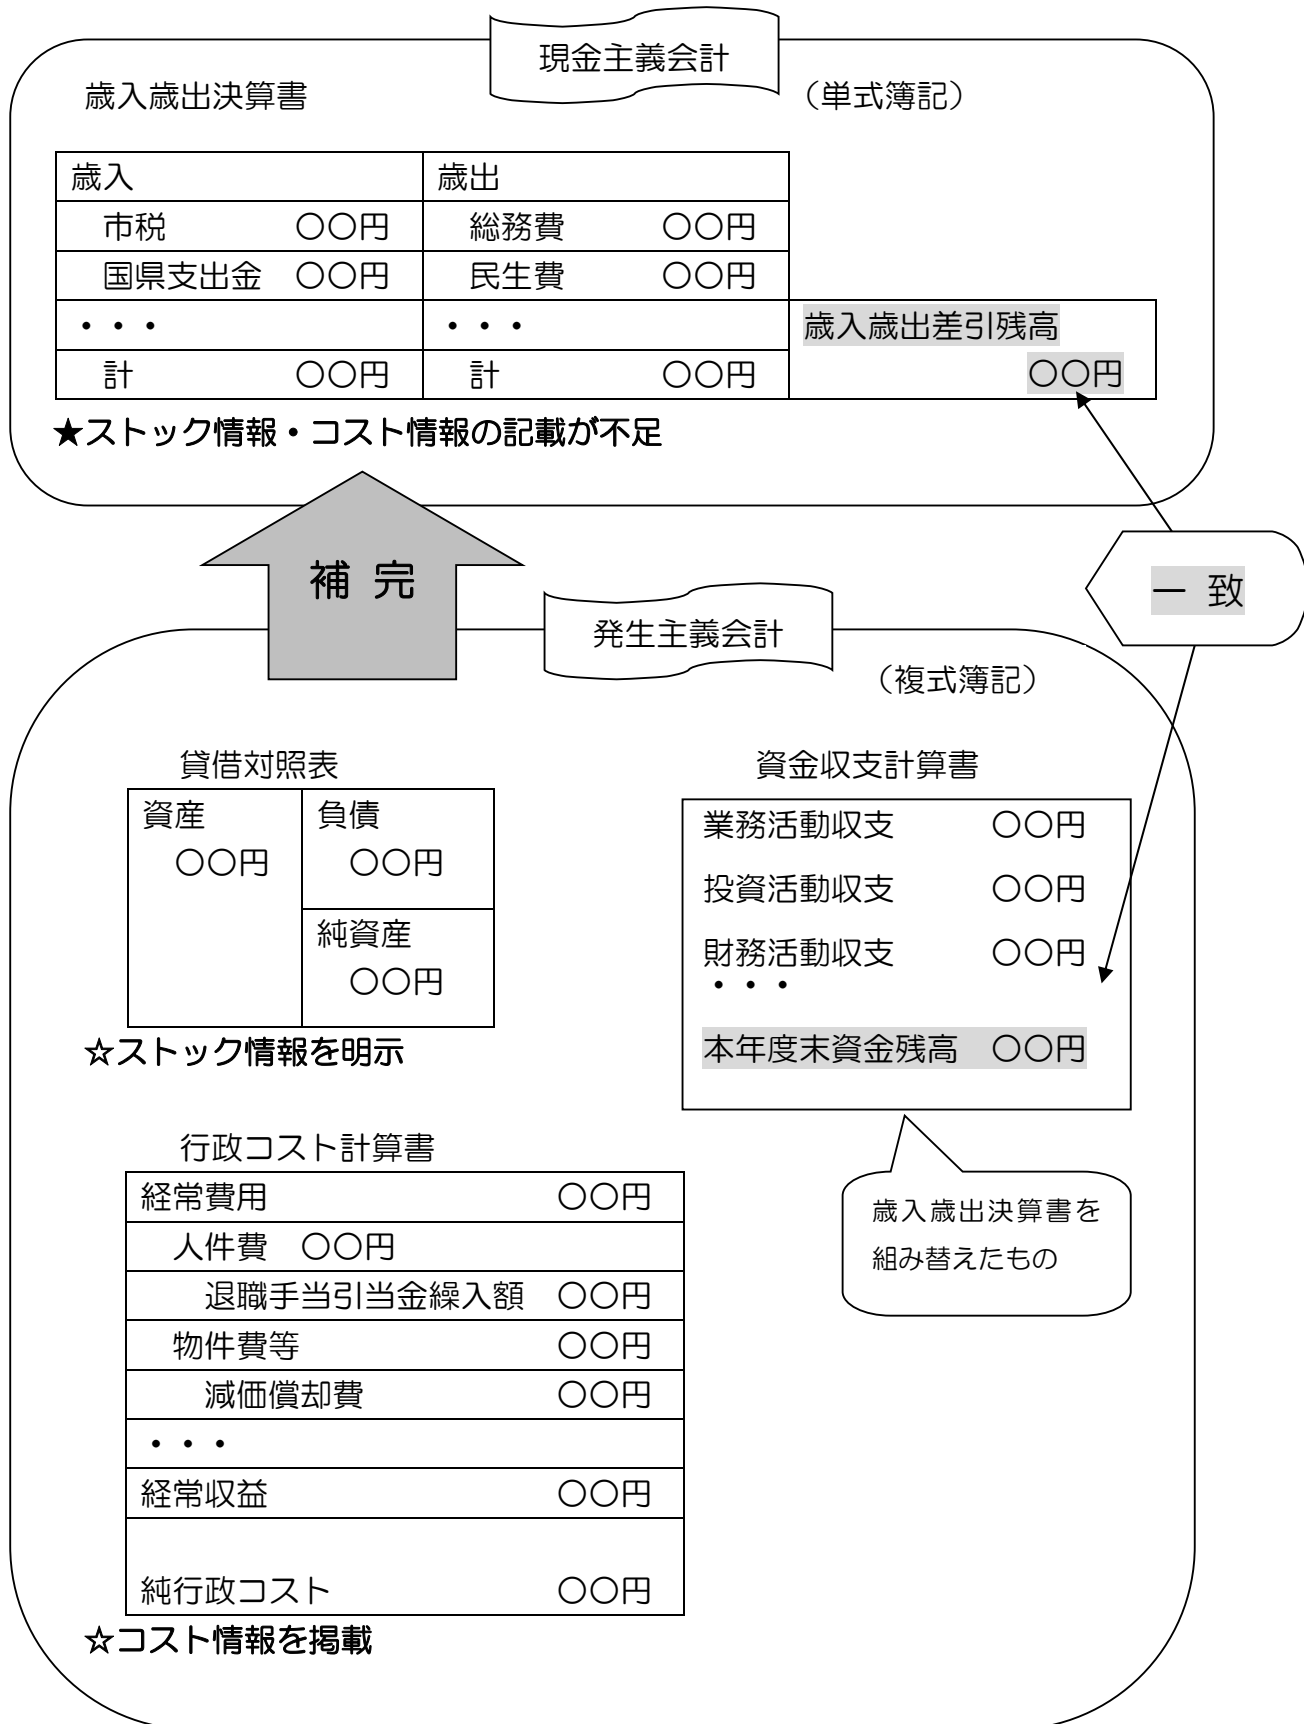 現金主義会計
歳入歳出決算書 （単式簿記）
歳入 歳出
市税 〇〇円 総務費 〇〇円
国県支出金 〇〇円 民生費 〇〇円
・・・ ・・・ 歳入歳出差引残高
計 〇〇円 計 〇〇円 〇〇円
★ストック情報・コスト情報の記載が不足
補 完
一 致
発生主義会計
（複式簿記）
貸借対照表
資産 負債
〇〇円 〇〇円
純資産
〇〇円
☆ストック情報を明示
資金収支計算書
業務活動収支 〇〇円
投資活動収支 〇〇円
財務活動収支 〇〇円
・・・
本年度末資金残高 〇〇円
歳入歳出決算書を
組み替えたもの
行政コスト計算書
経常費用 〇〇円
人件費 〇〇円
退職手当引当金繰入額 〇〇円
物件費等 〇〇円
減価償却費 〇〇円
・・・
経常収益 〇〇円
純行政コスト 〇〇円
☆コスト情報を掲載